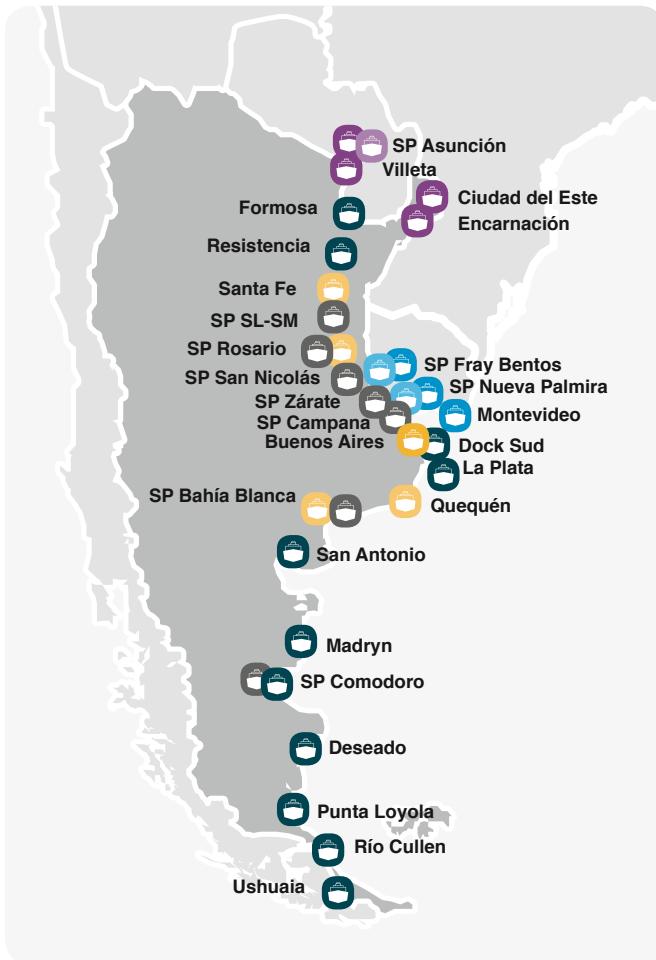 SP Asunción
Villeta
Ciudad del Este
Formosa
Encarnación
Resistencia
Santa Fe
SP SL-SM
SP Rosario
SP Fray Bentos
SP San Nicolás
SP Nueva Palmira
SP Zárate
Montevideo
SP Campana
Buenos Aires
Dock Sud
La Plata
SP Bahía Blanca
Quequén
San Antonio
Madryn
SP Comodoro
Deseado
Punta Loyola
Río Cullen
Ushuaia